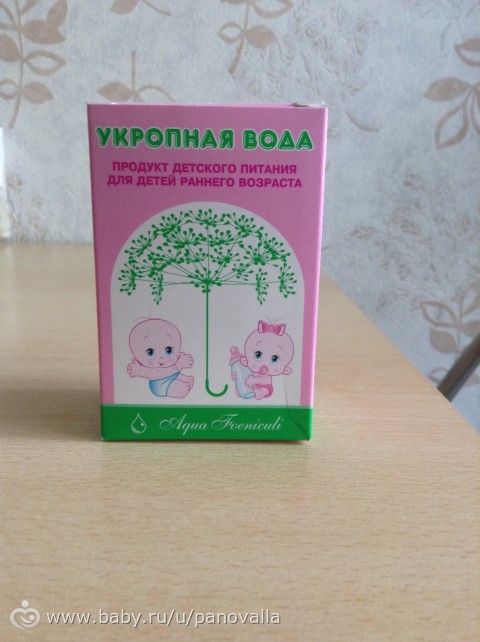 УКРОПНАЯ ВОДА
ПРОДУКТ ДЕТСКОГО ПИТАНИЯ
ДЛЯ ДЕТЕЙ РАННЕГО ВОЗРАСТА
Aqua Foeniculi
www.baby.ru/u/panovalla